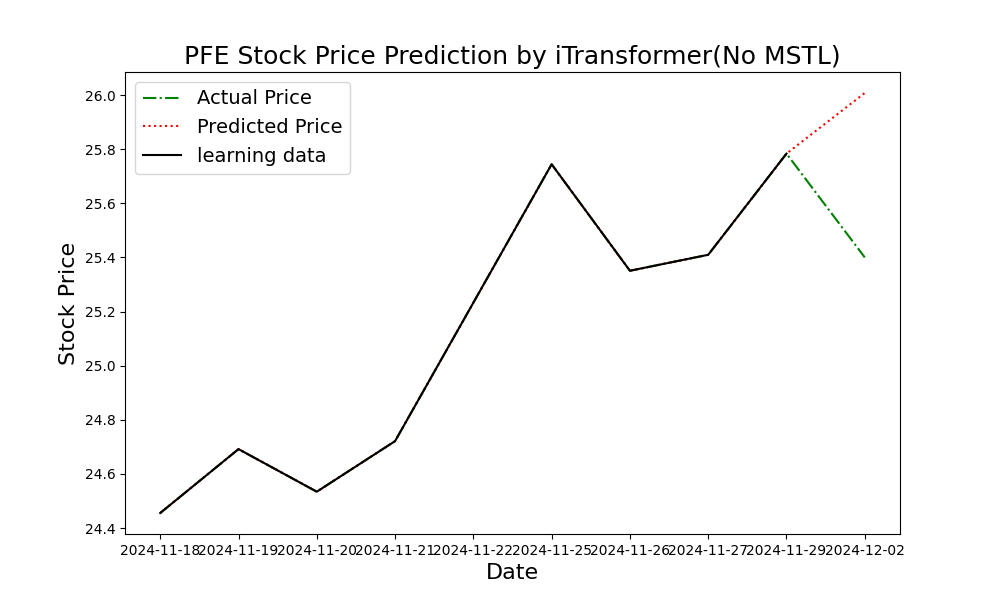 PFE Stock Price Prediction by iTransformer(No MSTL)
Actual Price
Predicted Price
learning data
26.0
25.8
25.6
25.4
25.2
25.0
24.8
24.6
24.4
Stock Price
2024-11-18 2024-11-19 2024-11-20 2024-11-21 2024-11-22 2024-11-25 2024-11-26 2024-11-27 2024-11-29 2024-12-02
Date